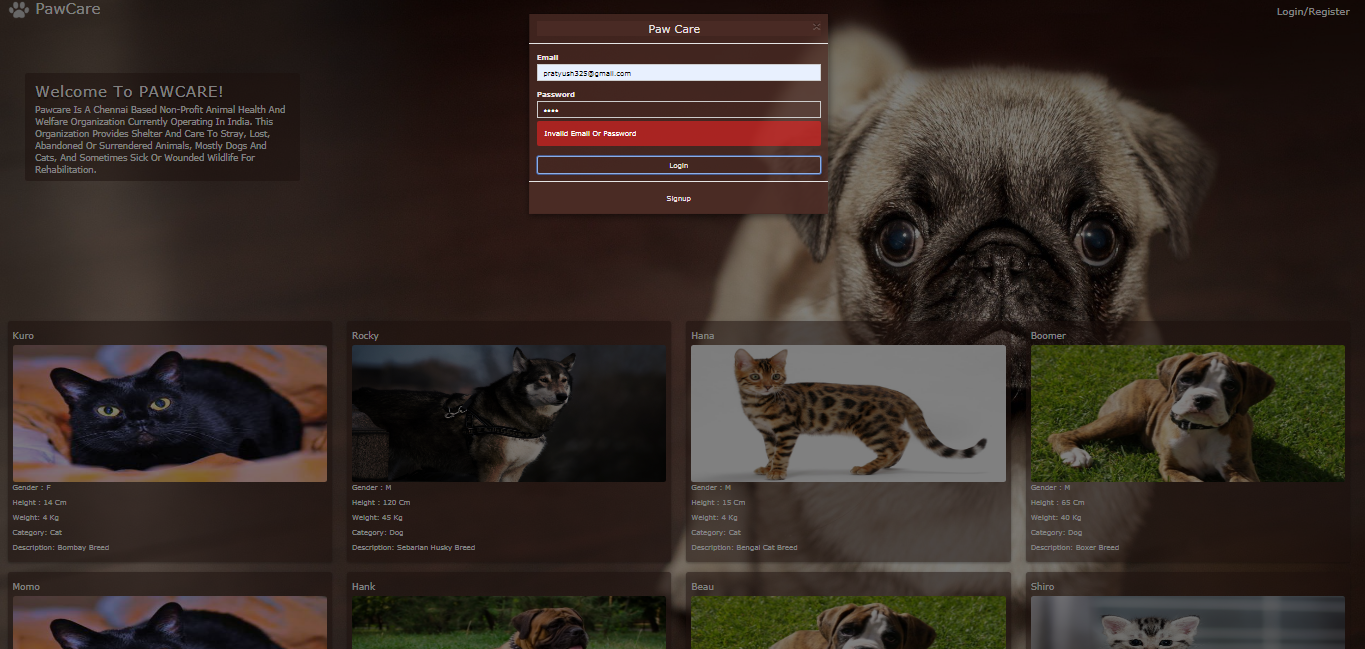 PawCare
Login/Register
Paw Care
Email
pratyush325@gmail.com
Password
••••
Invalid Email Or Password
Login
Signup
Welcome To PAWCARE!
Pawcare Is A Chennai Based Non-Profit Animal Health And
Welfare Organization Currently Operating In India. This
Organization Provides Shelter And Care To Stray, Lost,
Abandoned Or Surrendered Animals, Mostly Dogs And
Cats, And Sometimes Sick Or Wounded Wildlife For
Rehabilitation.
Kuro
Gender : F
Height : 14 Cm
Weight: 4 Kg
Category: Cat
Description: Bombay Breed
Rocky
Gender : M
Height : 120 Cm
Weight: 45 Kg
Category: Dog
Description: Sebarian Husky Breed
Hana
Gender : M
Height : 15 Cm
Weight: 4 Kg
Category: Cat
Description: Bengal Cat Breed
Boomer
Gender : M
Height : 65 Cm
Weight: 40 Kg
Category: Dog
Description: Boxer Breed
Momo
Hank
Beau
Shiro